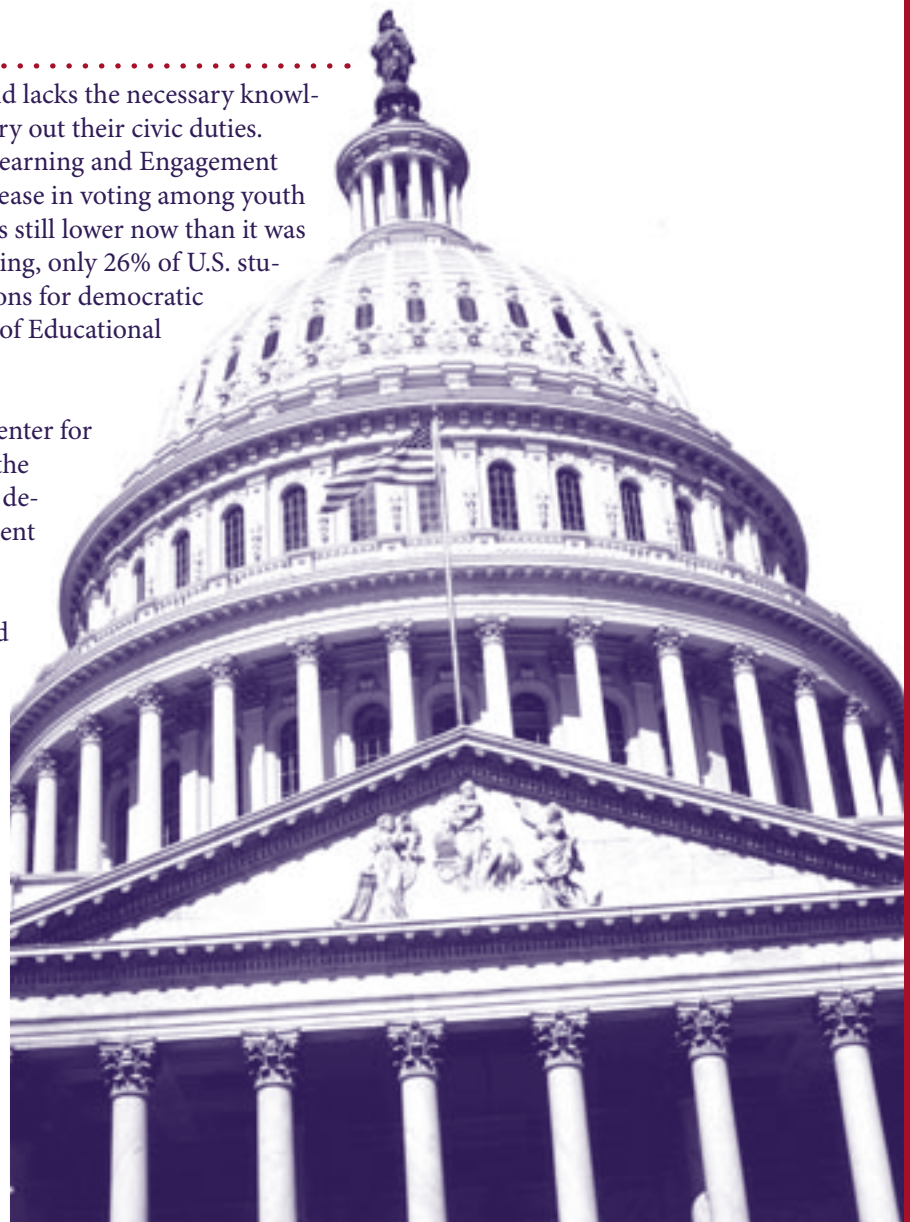 d lacks the necessary knowl-
ry out their civic duties.
earning and Engagement
ease in voting among youth
s still lower now than it was
ing, only 26% of U.S. stu-
ons for democratic
of Educational
enter for
the
de-
ent
d